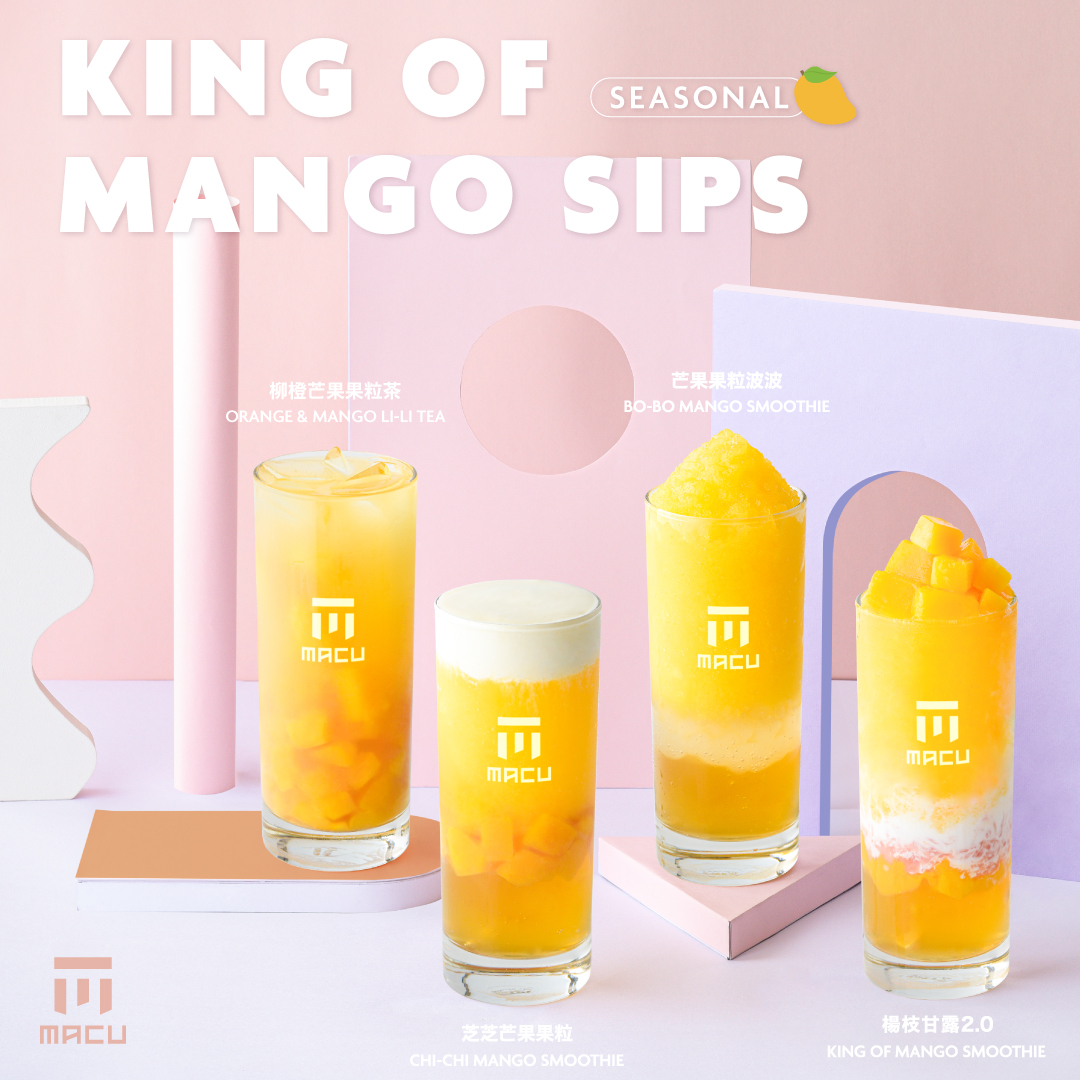 KING OF
SEASONAL
MANGO SIPS
柳橙芒果果粒茶
ORANGE & MANGO LI-LI TEA
芒果果粒波波
BO-BO MANGO SMOOTHIE
MACU
MACU
MACU
MACU
芝芝芒果果粒
CHI-CHI MANGO SMOOTHIE
楊枝甘露2.0
KING OF MANGO SMOOTHIE
MACU